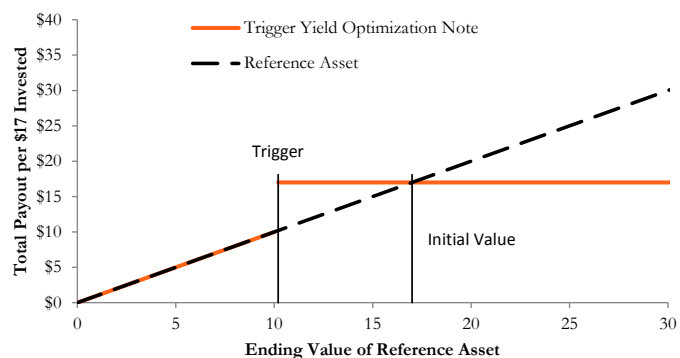 $40
$35
$30
$25
$20
$15
$10
$5
$0
Total Payout per $17 Invested
Trigger Yield Optimization Note
Reference Asset
Trigger
Initial Value
0
5
10
15
20
25
30
Ending Value of Reference Asset